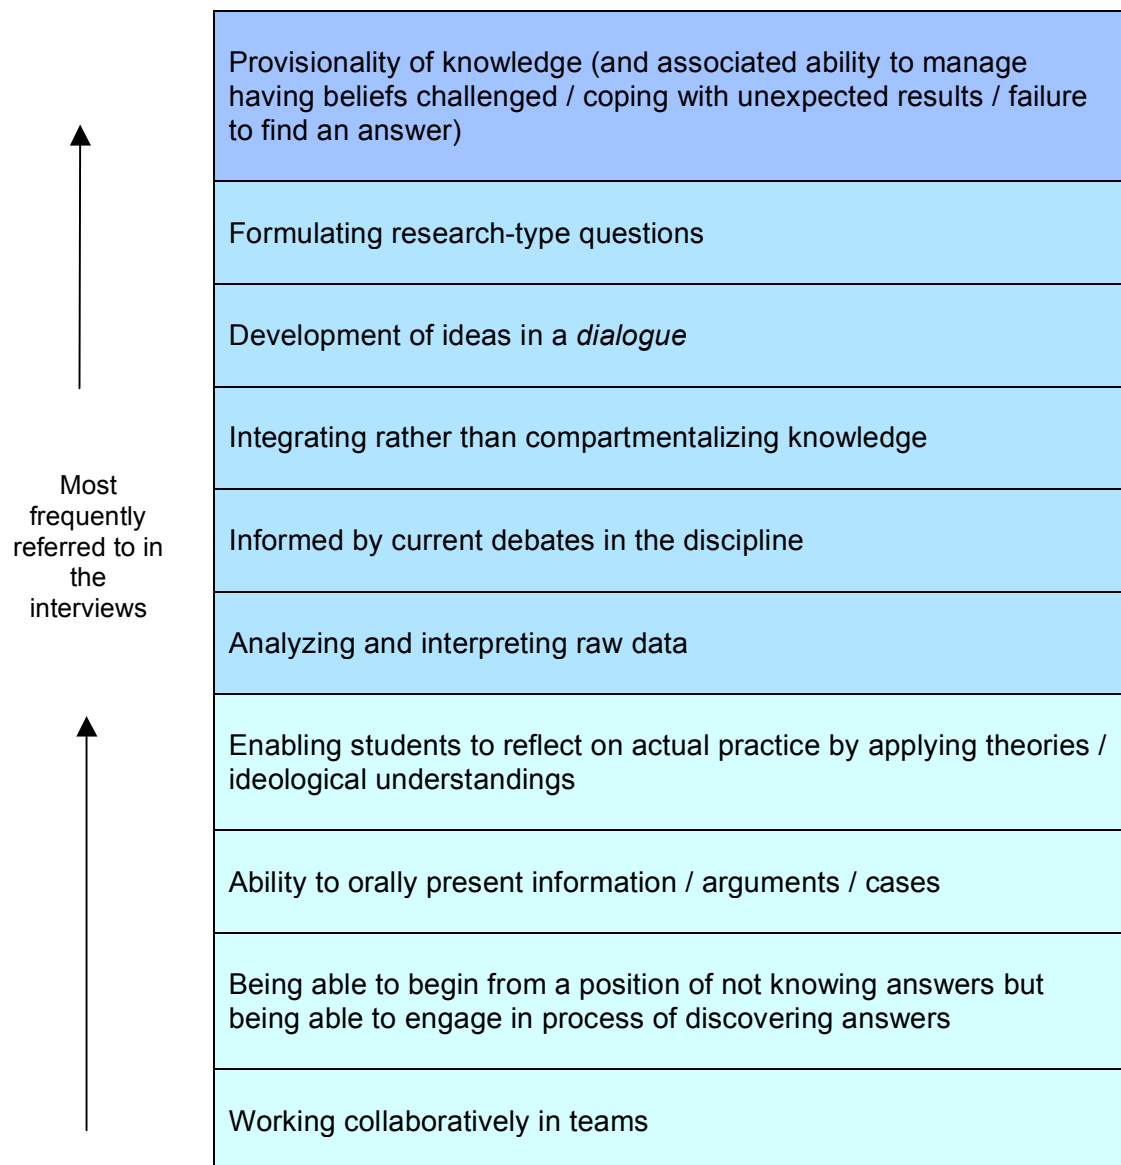 Provisionality of knowledge (and associated ability to manage
having beliefs challenged / coping with unexpected results / failure
to find an answer)
Formulating research-type questions
Development of ideas in a dialogue
Integrating rather than compartmentalizing knowledge
Most
frequently
referred to in
the
interviews
Informed by current debates in the discipline
Analyzing and interpreting raw data
Enabling students to reflect on actual practice by applying theories /
ideological understandings
Ability to orally present information / arguments / cases
Being able to begin from a position of not knowing answers but
being able to engage in process of discovering answers
Working collaboratively in teams